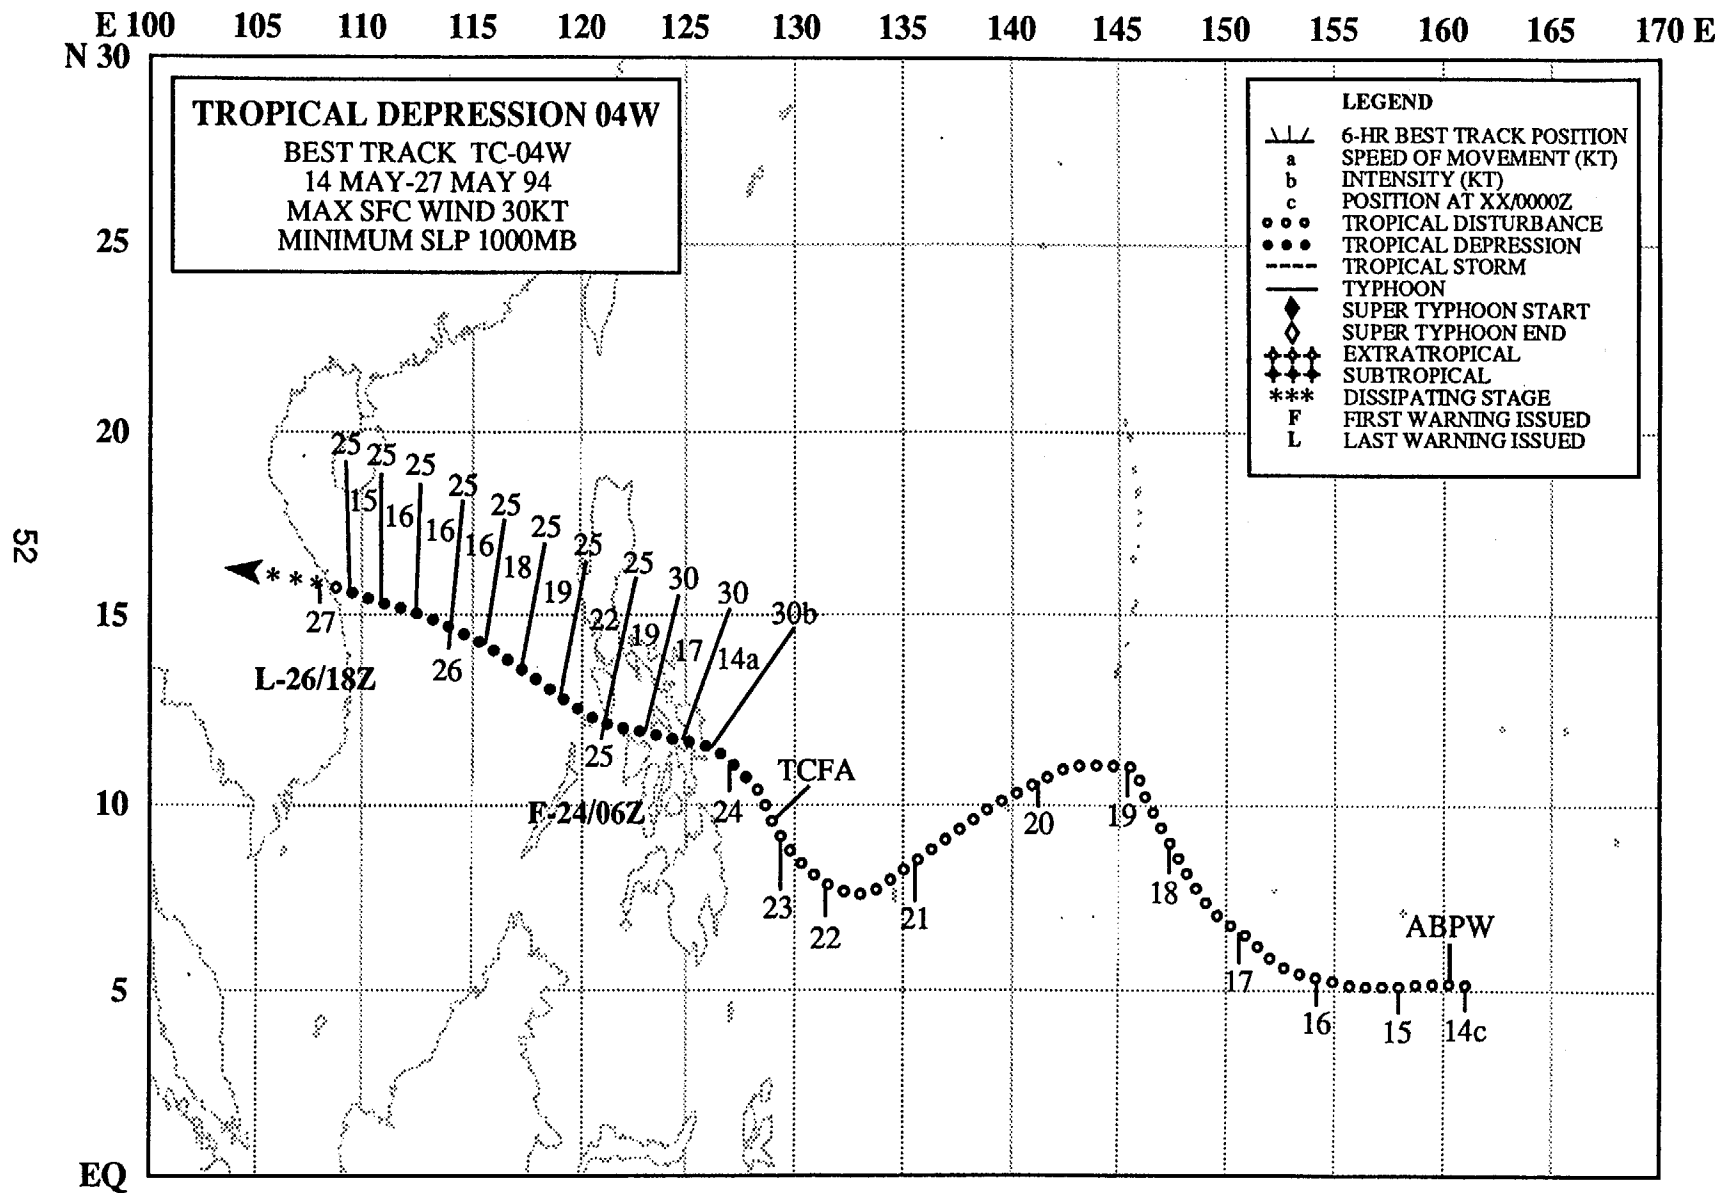 E 100 105 110 115 120 125 130 135 140 145 150 155 160 165 170 E
N 30
TROPICAL DEPRESSION 04W
BEST TRACK TC-04W
14 MAY-27 MAY 94
MAX SFC WIND 30KT
MINIMUM SLP 1000MB
LEGEND
6-HR BEST TRACK POSITION
a SPEED OF MOVEMENT (KT)
b INTENSITY (KT)
c POSITION AT XX/0000Z
TROPICAL DISTURBANCE
TROPICAL DEPRESSION
TROPICAL STORM
TYPHOON
SUPER TYPHOON START
SUPER TYPHOON END
EXTRATROPICAL
SUBTROPICAL
*** DISSIPATING STAGE
F FIRST WARNING ISSUED
L LAST WARNING ISSUED
25
20
15
10
5
EQ
52
25 25 25 25 25 25 25 25 30 30 30b
15 16 16 16 18 19 22 19 17 14a
27
26
25
24
L-26/18Z
F-24/06Z
TCFA
23
22
21
20
19
18
17
16
15
14c
ABPW